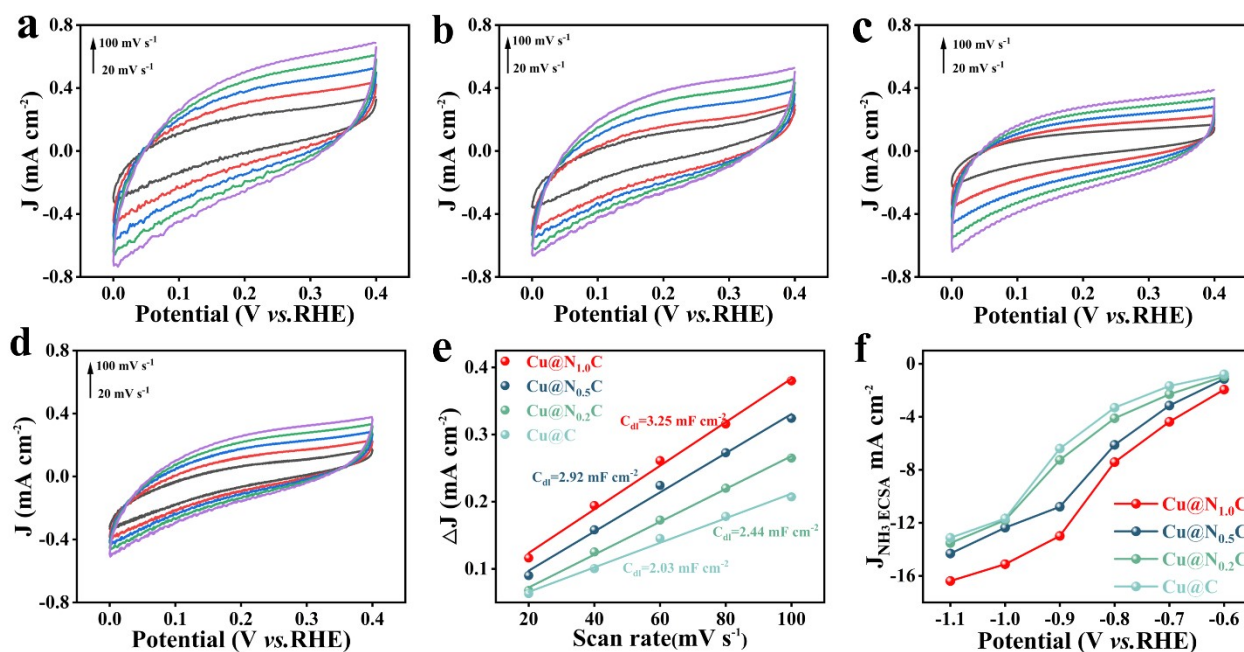 a
0.8
0.4
0.0
-0.4
-0.8
J (mA cm⁻²)
100 mV s⁻¹
20 mV s⁻¹
0.0 0.1 0.2 0.3 0.4
Potential (V vs.RHE)
b
0.8
0.4
0.0
-0.4
-0.8
J (mA cm⁻²)
100 mV s⁻¹
20 mV s⁻¹
0.0 0.1 0.2 0.3 0.4
Potential (V vs.RHE)
c
0.8
0.4
0.0
-0.4
-0.8
J (mA cm⁻²)
100 mV s⁻¹
20 mV s⁻¹
0.0 0.1 0.2 0.3 0.4
Potential (V vs.RHE)
d
0.8
0.4
0.0
-0.4
-0.8
J (mA cm⁻²)
100 mV s⁻¹
20 mV s⁻¹
0.0 0.1 0.2 0.3 0.4
Potential (V vs.RHE)
e
0.4
0.3
0.2
0.1
△J (mA cm⁻²)
Cu@N₁.₀C
Cu@N₀.₅C
Cu@N₀.₂C
Cu@C
C_dl=3.25 mF cm⁻²
C_dl=2.92 mF cm⁻²
C_dl=2.44 mF cm⁻²
C_dl=2.03 mF cm⁻²
20 40 60 80 100
Scan rate(mV s⁻¹)
f
0
-4
-8
-12
-16
J_NH₃ ECSA mA cm⁻²
Cu@N₁.₀C
Cu@N₀.₅C
Cu@N₀.₂C
Cu@C
-1.1 -1.0 -0.9 -0.8 -0.7 -0.6
Potential (V vs.RHE)